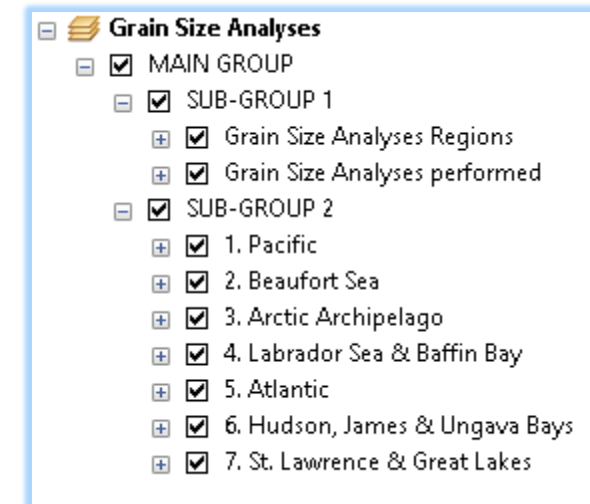 Grain Size Analyses
MAIN GROUP
SUB-GROUP 1
Grain Size Analyses Regions
Grain Size Analyses performed
SUB-GROUP 2
1. Pacific
2. Beaufort Sea
3. Arctic Archipelago
4. Labrador Sea & Baffin Bay
5. Atlantic
6. Hudson, James & Ungava Bays
7. St. Lawrence & Great Lakes